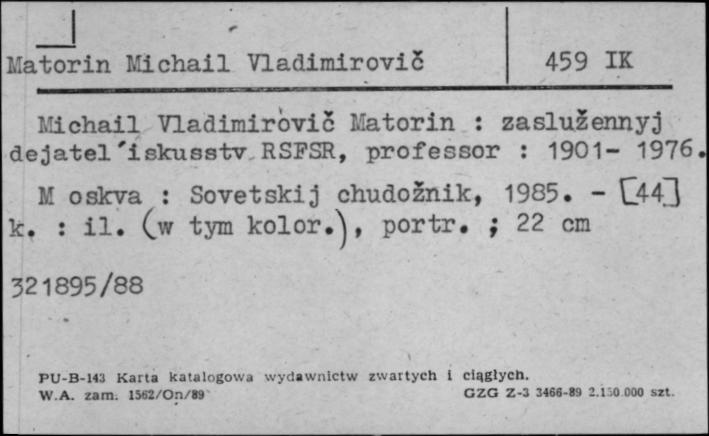 Matorin Michail Vladimirovič 459 IK
Michail Vladimirovič Matorin : zaslužennyj
dejatel´iskusstv RSFSR, professor : 1901- 1976.
M oskva : Sovetskij chudožnik, 1985. - [44]
k. : il. (w tym kolor.), portr. ; 22 cm
321895/88
PU-B-143 Karta katalogowa wydawnictw zwartych i ciągłych.
W.A. zam. 1562/On/89 GZG Z-3 3466-89 2.150.000 szt.